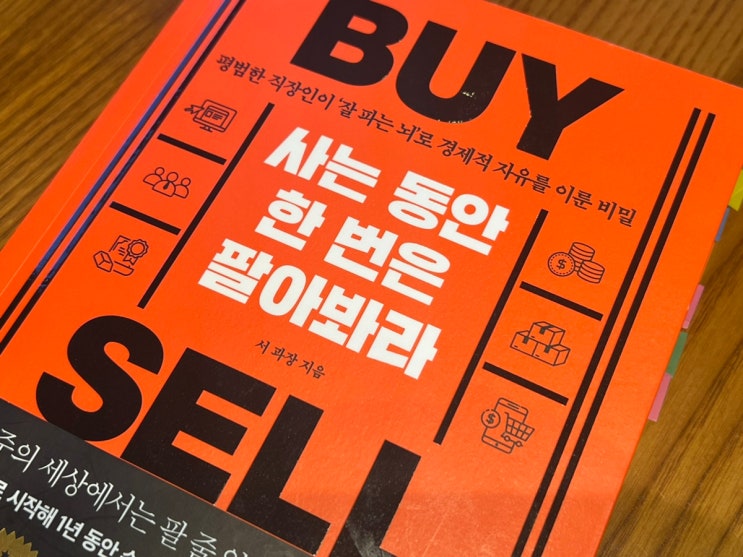 BUY
평범한 직장인이 '잘 파는 뇌'로 경제적 자유를 이룬 비밀
사는 동안
한 번은
팔아봐라
서 과장 지음
SELL
주의 세상에서는 팔 줄
시작해 1년 동안